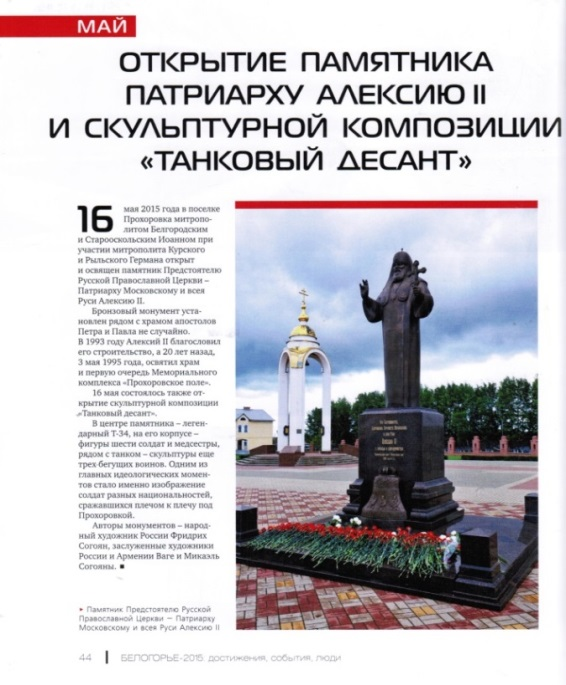 МАЙ
ОТКРЫТИЕ ПАМЯТНИКА
ПАТРИАРХУ АЛЕКСИЮ II
И СКУЛЬПТУРНОЙ КОМПОЗИЦИИ
«ТАНКОВЫЙ ДЕСАНТ»
16 мая 2015 года в поселке
Прохоровка митропо-
литом Белгородским
и Старооскольским Иоанном при
участии митрополита Курского
и Рыльского Германа открыт
и освящен памятник Предстоятелю
Русской Православной Церкви –
Патриарху Московскому и всея
Руси Алексию II.
Бронзовый монумент уста-
новлен рядом с храмом апостолов
Петра и Павла не случайно.
В 1993 году Алексий II благословил
его строительство, а 20 лет назад,
3 мая 1995 года, освятил храм
и первую очередь Мемориального
комплекса «Прохоровское поле».
16 мая состоялось также от-
крытие скульптурной композиции
«Танковый десант».
В центре памятника – леген-
дарный Т-34, на его корпусе –
фигуры шести солдат и медсестры,
рядом с танком – скульптуры еще
трех бегущих воинов. Одним из
главных идеологических момен-
тов стало именно изображение
солдат разных национальностей,
сражавшихся плечом к плечу под
Прохоровкой.
Авторы монументов – народ-
ный художник России Фридрих
Согоян, заслуженные художники
России и Армении Ваге и Микаэль
Согояны.
Памятник Предстоятелю Русской
Православной Церкви — Патриарху
Московскому и всея Руси Алексию II
44 | БЕЛОГОРЬЕ-2015: достижения, события, люди